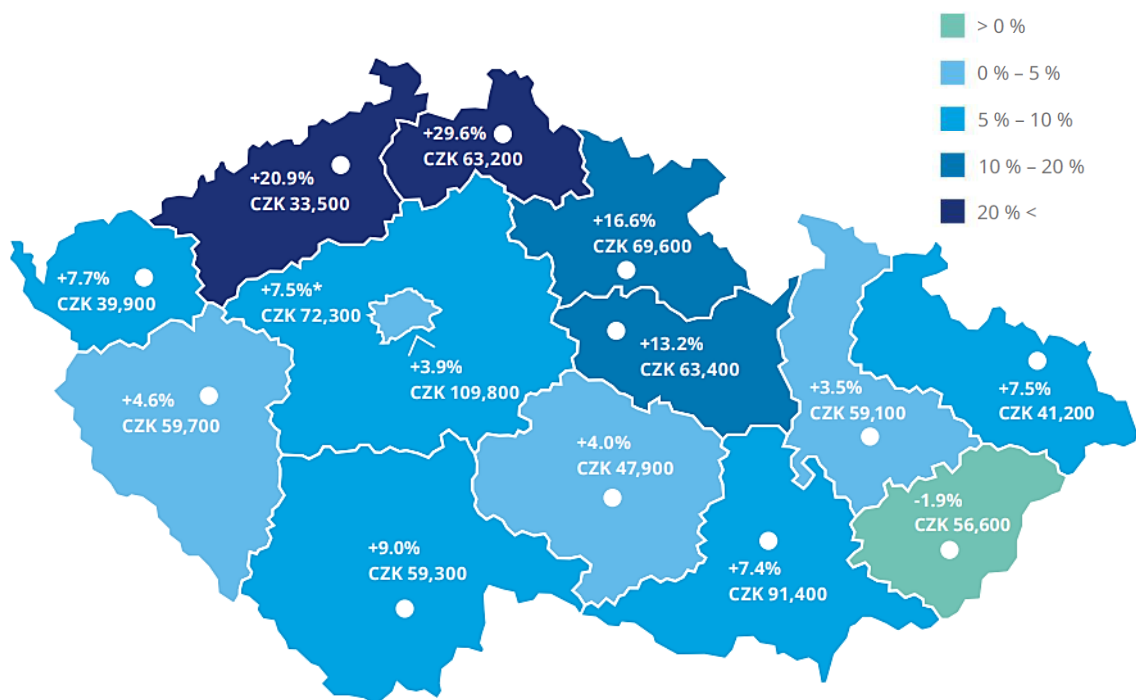 > 0 %
0 % – 5 %
5 % – 10 %
10 % – 20 %
20 % <
+29.6%
CZK 63,200
+20.9%
CZK 33,500
+16.6%
CZK 69,600
+7.7%
CZK 39,900
+7.5%*
CZK 72,300
+3.9%
CZK 109,800
+13.2%
CZK 63,400
+3.5%
CZK 59,100
+7.5%
CZK 41,200
+4.6%
CZK 59,700
+4.0%
CZK 47,900
-1.9%
CZK 56,600
+9.0%
CZK 59,300
+7.4%
CZK 91,400